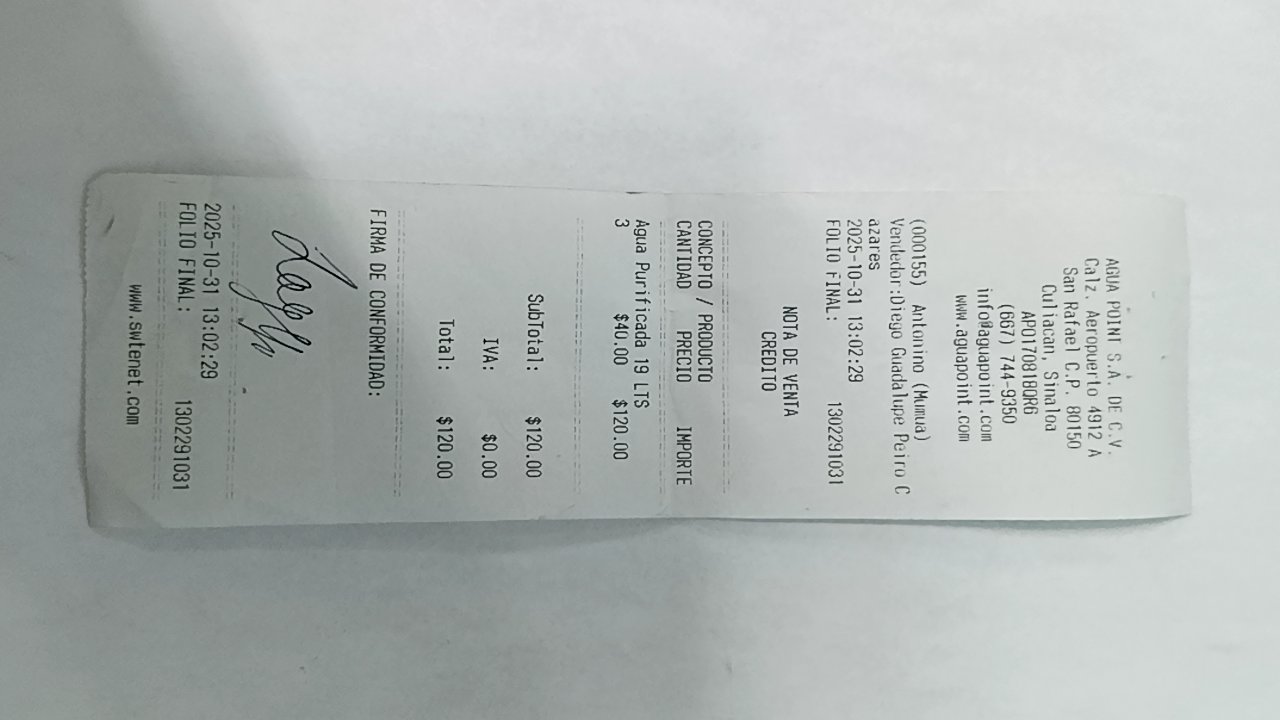 AGUA POINT S.A. DE C.V.
Calz. Aeropuerto 4912 A
San Rafael C.P. 80150
Culiacan, Sinaloa
APO170818QR6
(667) 744-9350
info@aguapoint.com
www.aguapoint.com
(000155) Antonino (Mumua)
Vendedor:Diego Guadalupe Peiro C
azares
2025-10-31 13:02:29
FOLIO FINAL: 1302291031
NOTA DE VENTA
CREDITO
CONCEPTO / PRODUCTO
CANTIDAD PRECIO IMPORTE
Agua Purificada 19 LTS
3 $40.00 $120.00
SubTotal: $120.00
IVA: $0.00
Total: $120.00
FIRMA DE CONFORMIDAD:
2025-10-31 13:02:29
FOLIO FINAL: 1302291031
www.swtenet.com